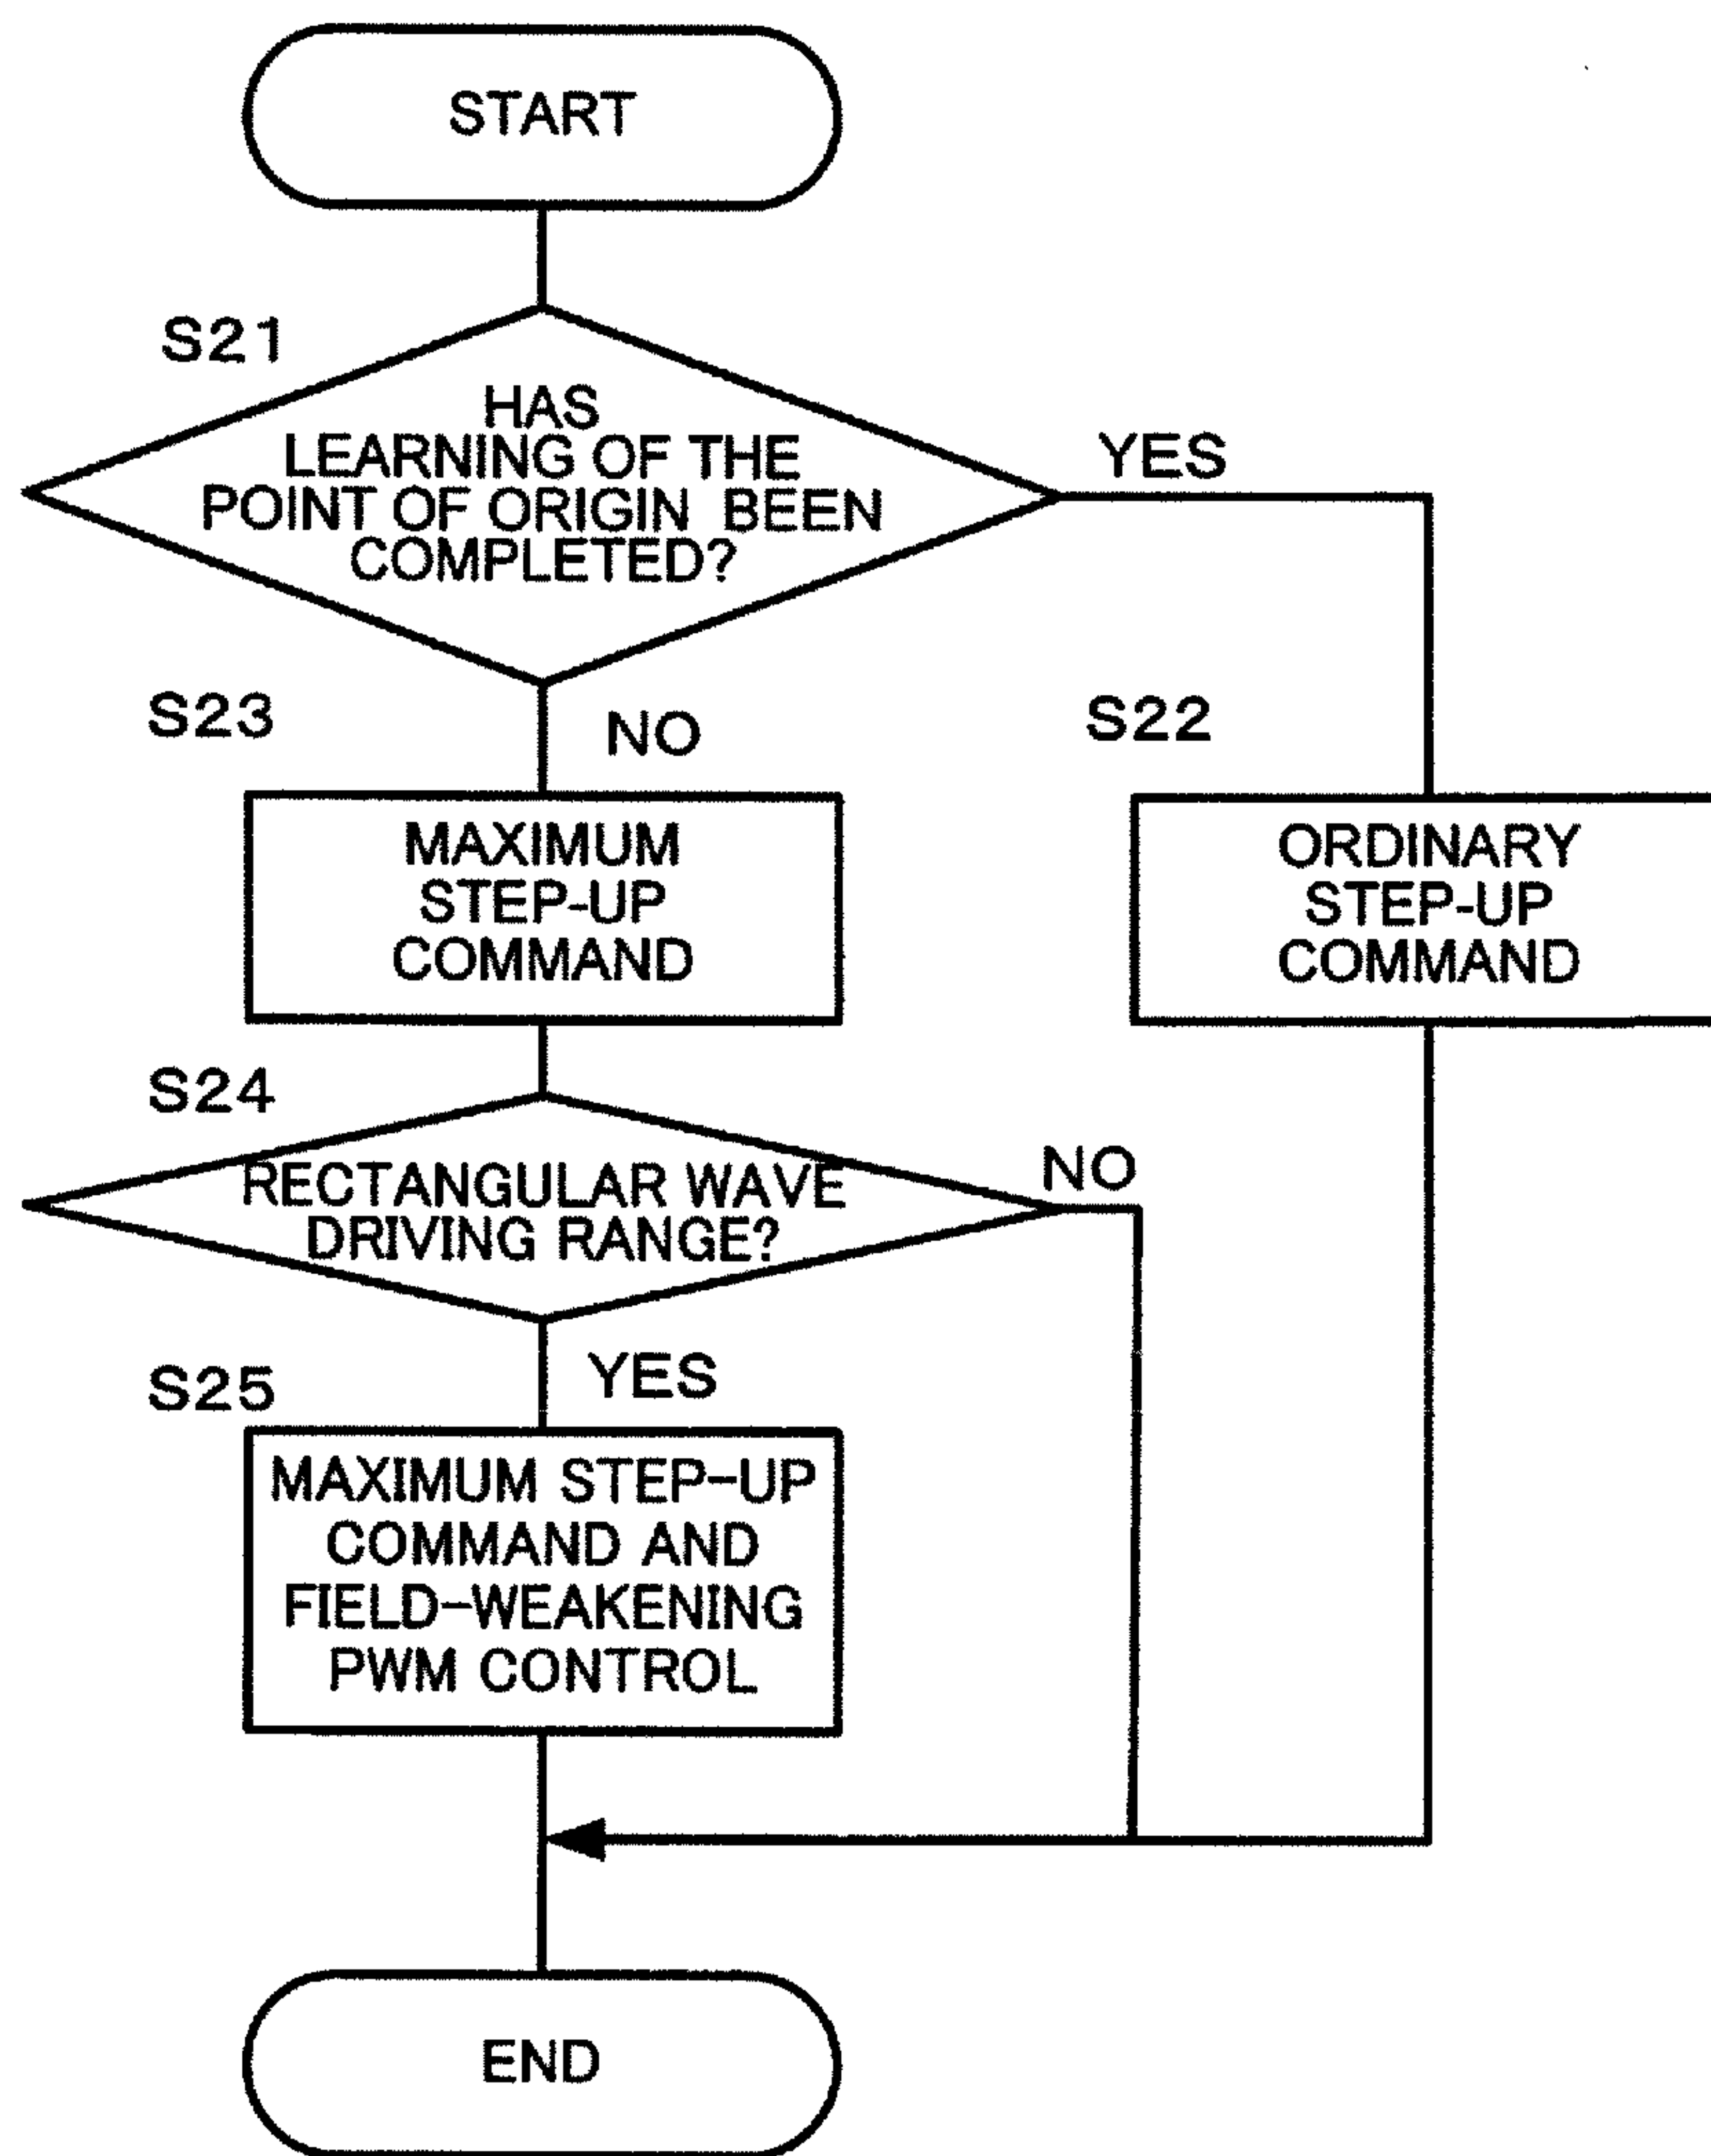 START
S21
HAS
LEARNING OF THE
POINT OF ORIGIN BEEN
COMPLETED?
YES
S23
NO
S22
MAXIMUM
STEP-UP
COMMAND
ORDINARY
STEP-UP
COMMAND
S24
RECTANGULAR WAVE
DRIVING RANGE?
NO
S25
YES
MAXIMUM STEP-UP
COMMAND AND
FIELD-WEAKENING
PWM CONTROL
END